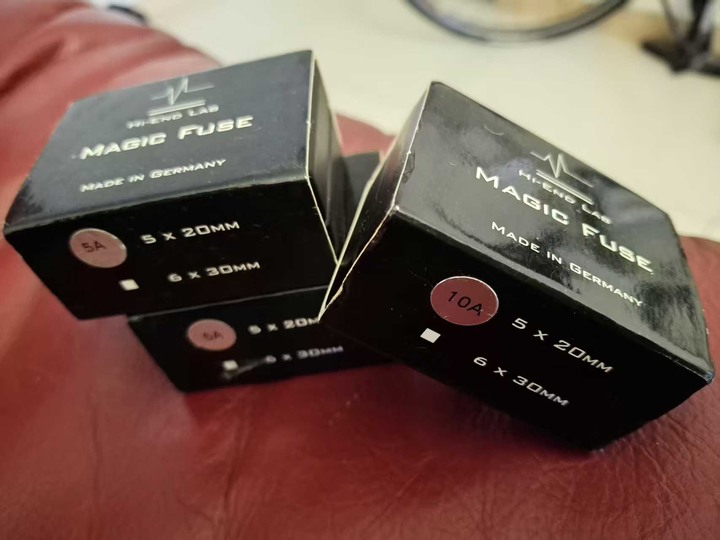 Hi-End Lab
Magic Fuse
Made in Germany
5A
5 x 20mm
6 x 30mm
5A
5 x 20m
6 x 30mm
Hi-End Lab
Magic Fuse
Made in Germany
10A
5 x 20mm
6 x 30mm